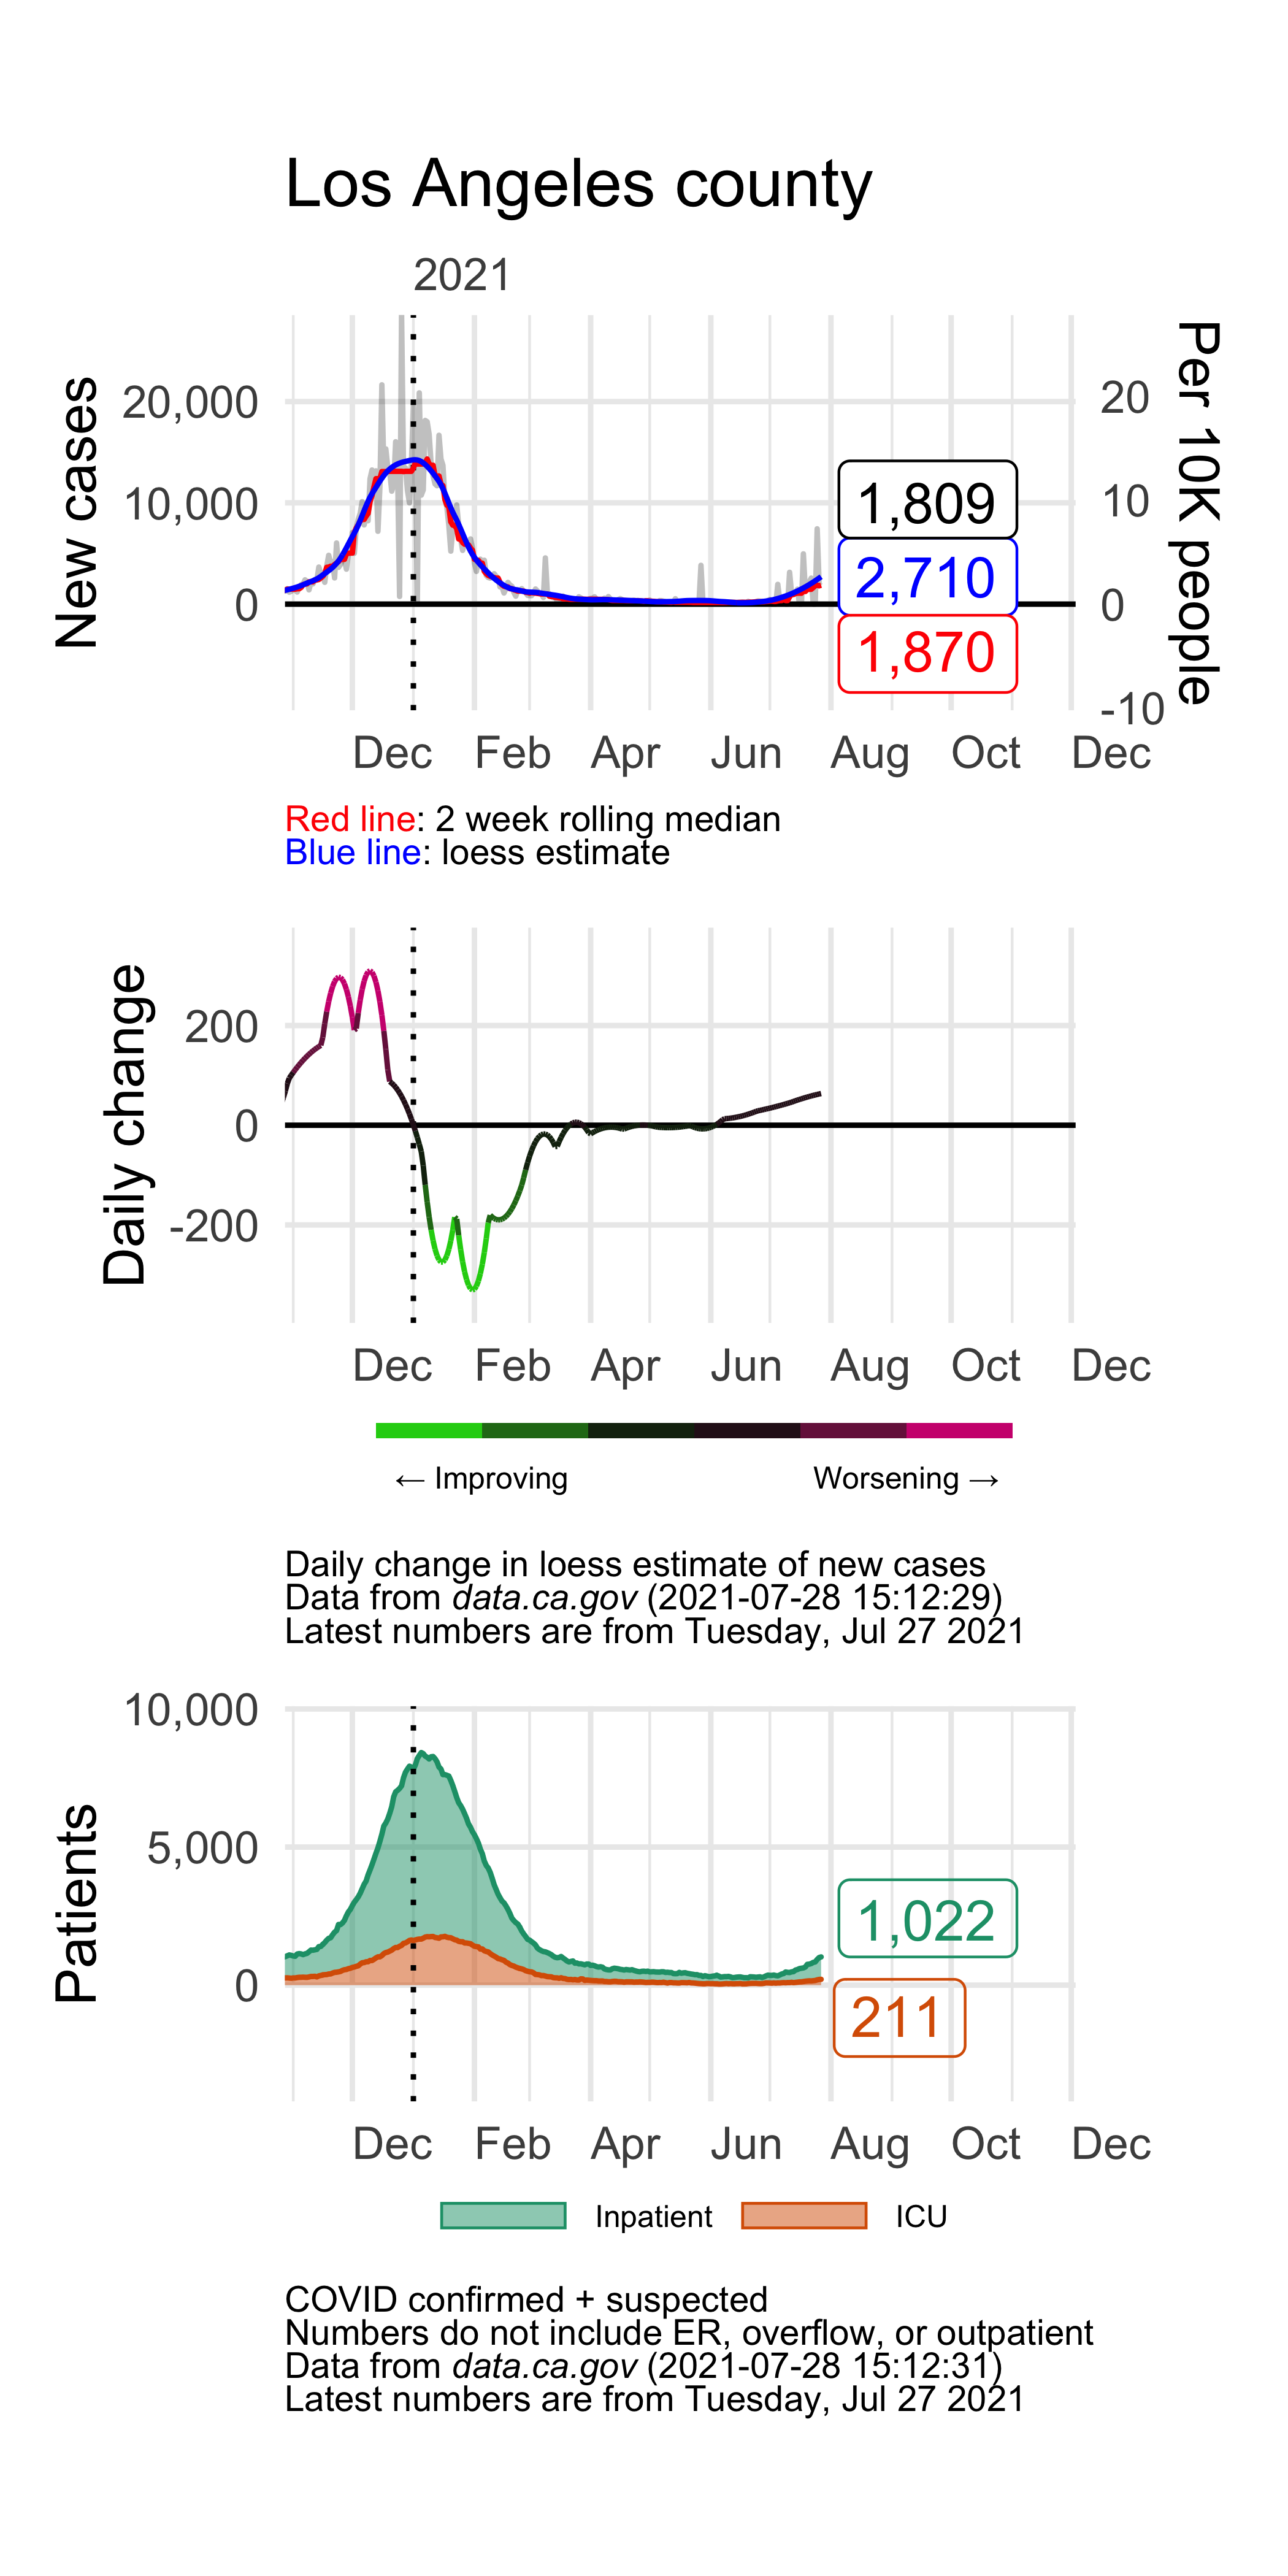 Los Angeles county
2021
New cases
20,000
10,000
0
Per 10K people
20
10
0
-10
1,809
2,710
1,870
Dec Feb Apr Jun Aug Oct Dec
Red line: 2 week rolling median
Blue line: loess estimate
Daily change
200
0
-200
Dec Feb Apr Jun Aug Oct Dec
← Improving Worsening →
Daily change in loess estimate of new cases
Data from data.ca.gov (2021-07-28 15:12:29)
Latest numbers are from Tuesday, Jul 27 2021
Patients
10,000
5,000
0
1,022
211
Dec Feb Apr Jun Aug Oct Dec
Inpatient ICU
COVID confirmed + suspected
Numbers do not include ER, overflow, or outpatient
Data from data.ca.gov (2021-07-28 15:12:31)
Latest numbers are from Tuesday, Jul 27 2021